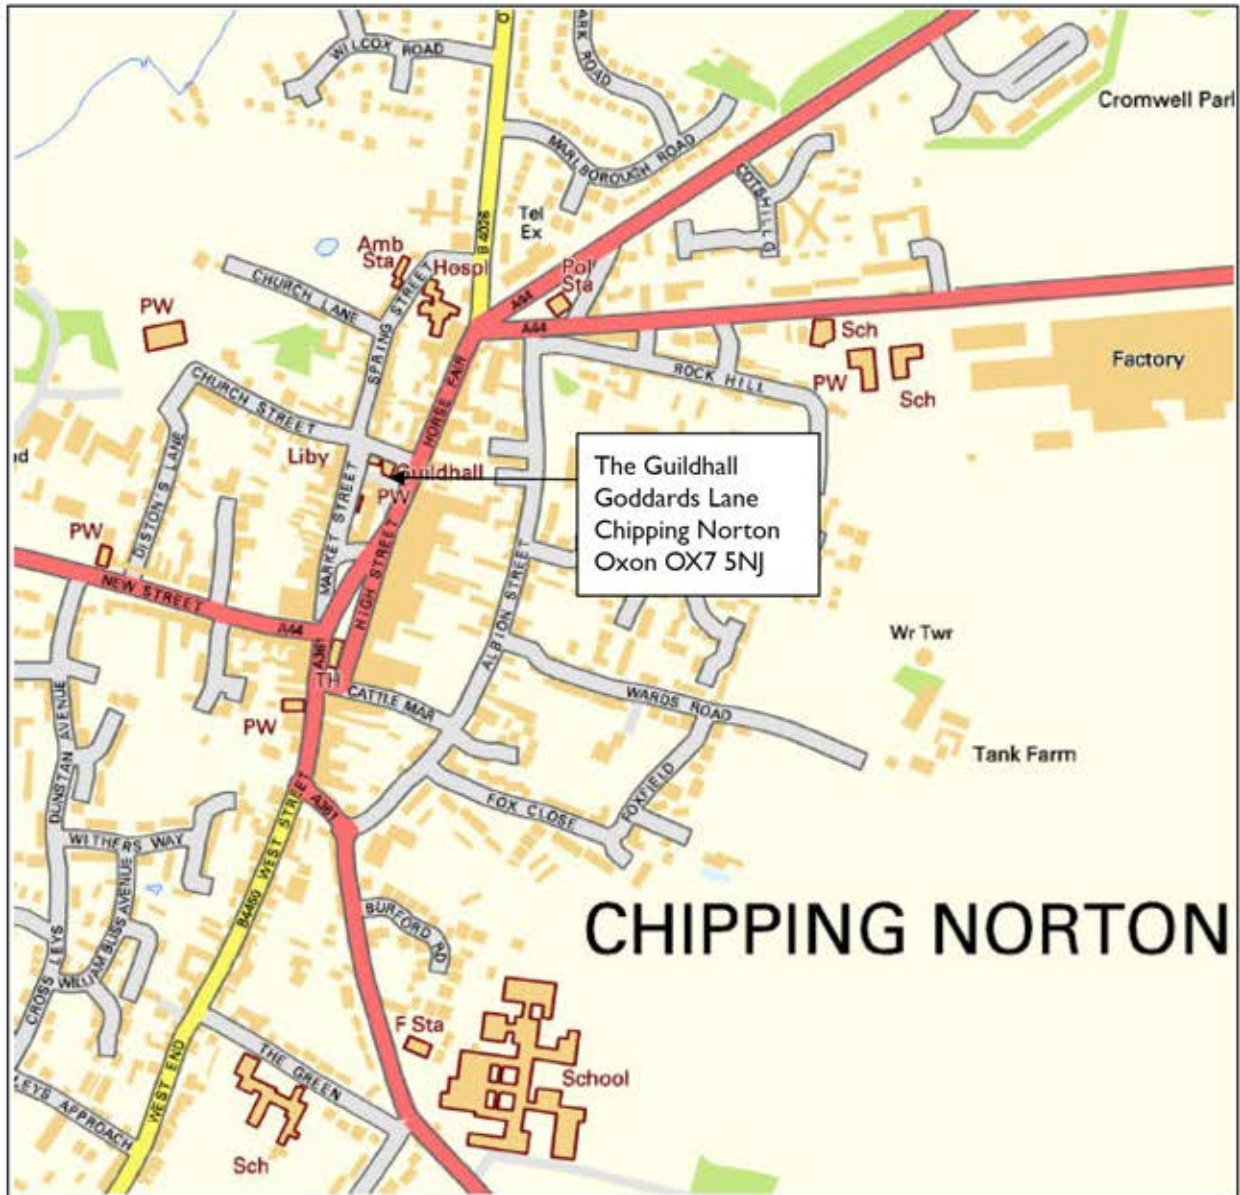 WILCOX ROAD
ARK ROAD
Cromwell Parl
MARLBOROUGH ROAD
COTSHILL G
Tel
Ex
B 4026
Amb
Sta
Hospl
Pol
Sta
A44
A44
CHURCH LANE
SPRING STREET
PW
Sch
PW
Sch
Factory
ROCK HILL
HORSE FAIR
CHURCH STREET
Liby
Guildhall
PW
The Guildhall
Goddards Lane
Chipping Norton
Oxon OX7 5NJ
DISTON'S LANE
MARKET STREET
HIGH STREET
ALBION STREET
PW
NEW STREET
A44
A361
TH
PW
CATTLE MAR
WARDS ROAD
Wr Twr
Tank Farm
DUNSTAN AVENUE
A361
FOX CLOSE
FOXFIELD
WITHERS WAY
B4450 WEST STREET
CROSS LEYS
WILLIAM BLISS AVENUE
BURFORD RD
CHIPPING NORTON
F Sta
School
THE GREEN
WEST END
LEYS APPROACH
Sch